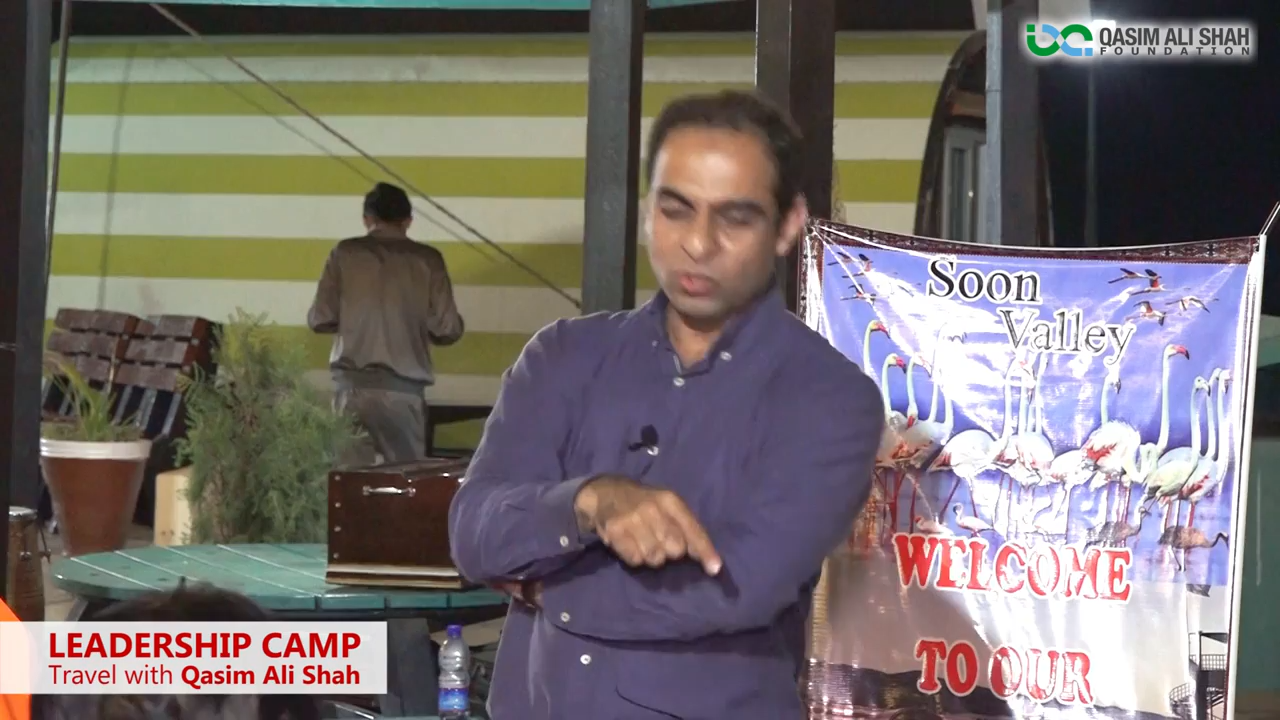 QASIM ALI SHAH
FOUNDATION
Soon
Valley
WELCOME
TO OUR
LEADERSHIP CAMP
Travel with Qasim Ali Shah